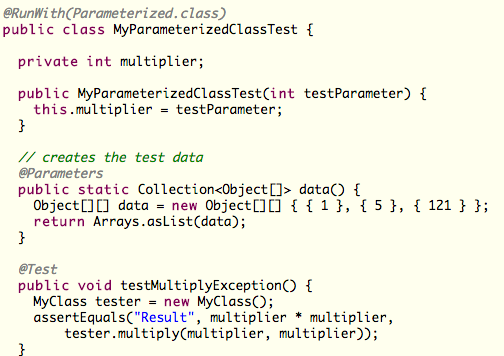 @RunWith(Parameterized.class)
public class MyParameterizedClassTest {
private int multiplier;
public MyParameterizedClassTest(int testParameter) {
this.multiplier = testParameter;
}
// creates the test data
@Parameters
public static Collection<Object[]> data() {
Object[][] data = new Object[][] { { 1 }, { 5 }, { 121 } };
return Arrays.asList(data);
}
@Test
public void testMultiplyException() {
MyClass tester = new MyClass();
assertEquals("Result", multiplier * multiplier,
tester.multiply(multiplier, multiplier));
}